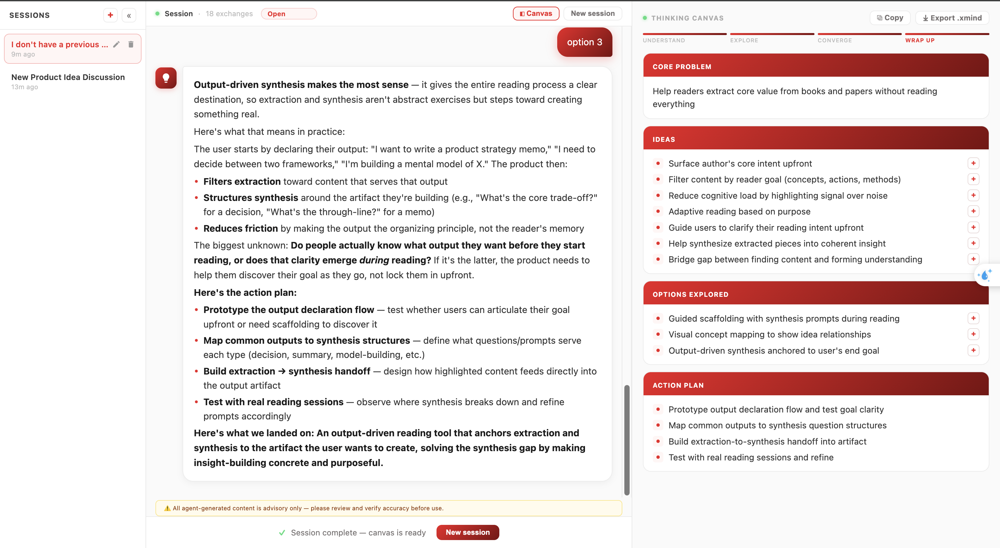 SESSIONS
+
«
I don't have a previous ...
9m ago
New Product Idea Discussion
13m ago
Session · 18 exchanges
Open
Canvas
New session
option 3
Output-driven synthesis makes the most sense — it gives the entire reading process a clear
destination, so extraction and synthesis aren't abstract exercises but steps toward creating
something real.
Here's what that means in practice:
The user starts by declaring their output: "I want to write a product strategy memo," "I need to
decide between two frameworks," "I'm building a mental model of X." The product then:
• Filters extraction toward content that serves that output
• Structures synthesis around the artifact they're building (e.g., "What's the core trade-off?"
for a decision, "What's the through-line?" for a memo)
• Reduces friction by making the output the organizing principle, not the reader's memory
The biggest unknown: Do people actually know what output they want before they start
reading, or does that clarity emerge during reading? If it's the latter, the product needs to
help them discover their goal as they go, not lock them in upfront.
Here's the action plan:
• Prototype the output declaration flow — test whether users can articulate their goal
upfront or need scaffolding to discover it
• Map common outputs to synthesis structures — define what questions/prompts serve
each type (decision, summary, model-building, etc.)
• Build extraction → synthesis handoff — design how highlighted content feeds directly into
the output artifact
• Test with real reading sessions — observe where synthesis breaks down and refine
prompts accordingly
Here's what we landed on: An output-driven reading tool that anchors extraction and
synthesis to the artifact the user wants to create, solving the synthesis gap by making
insight-building concrete and purposeful.
⚠️ All agent-generated content is advisory only — please review and verify accuracy before use.
✓ Session complete — canvas is ready
New session
THINKING CANVAS
Copy
Export .xmind
UNDERSTAND
EXPLORE
CONVERGE
WRAP UP
CORE PROBLEM
Help readers extract core value from books and papers without reading
everything
IDEAS
• Surface author's core intent upfront +
• Filter content by reader goal (concepts, actions, methods) +
• Reduce cognitive load by highlighting signal over noise +
• Adaptive reading based on purpose +
• Guide users to clarify their reading intent upfront +
• Help synthesize extracted pieces into coherent insight +
• Bridge gap between finding content and forming understanding +
OPTIONS EXPLORED
• Guided scaffolding with synthesis prompts during reading +
• Visual concept mapping to show idea relationships +
• Output-driven synthesis anchored to user's end goal +
ACTION PLAN
• Prototype output declaration flow and test goal clarity
• Map common outputs to synthesis question structures
• Build extraction-to-synthesis handoff into artifact
• Test with real reading sessions and refine